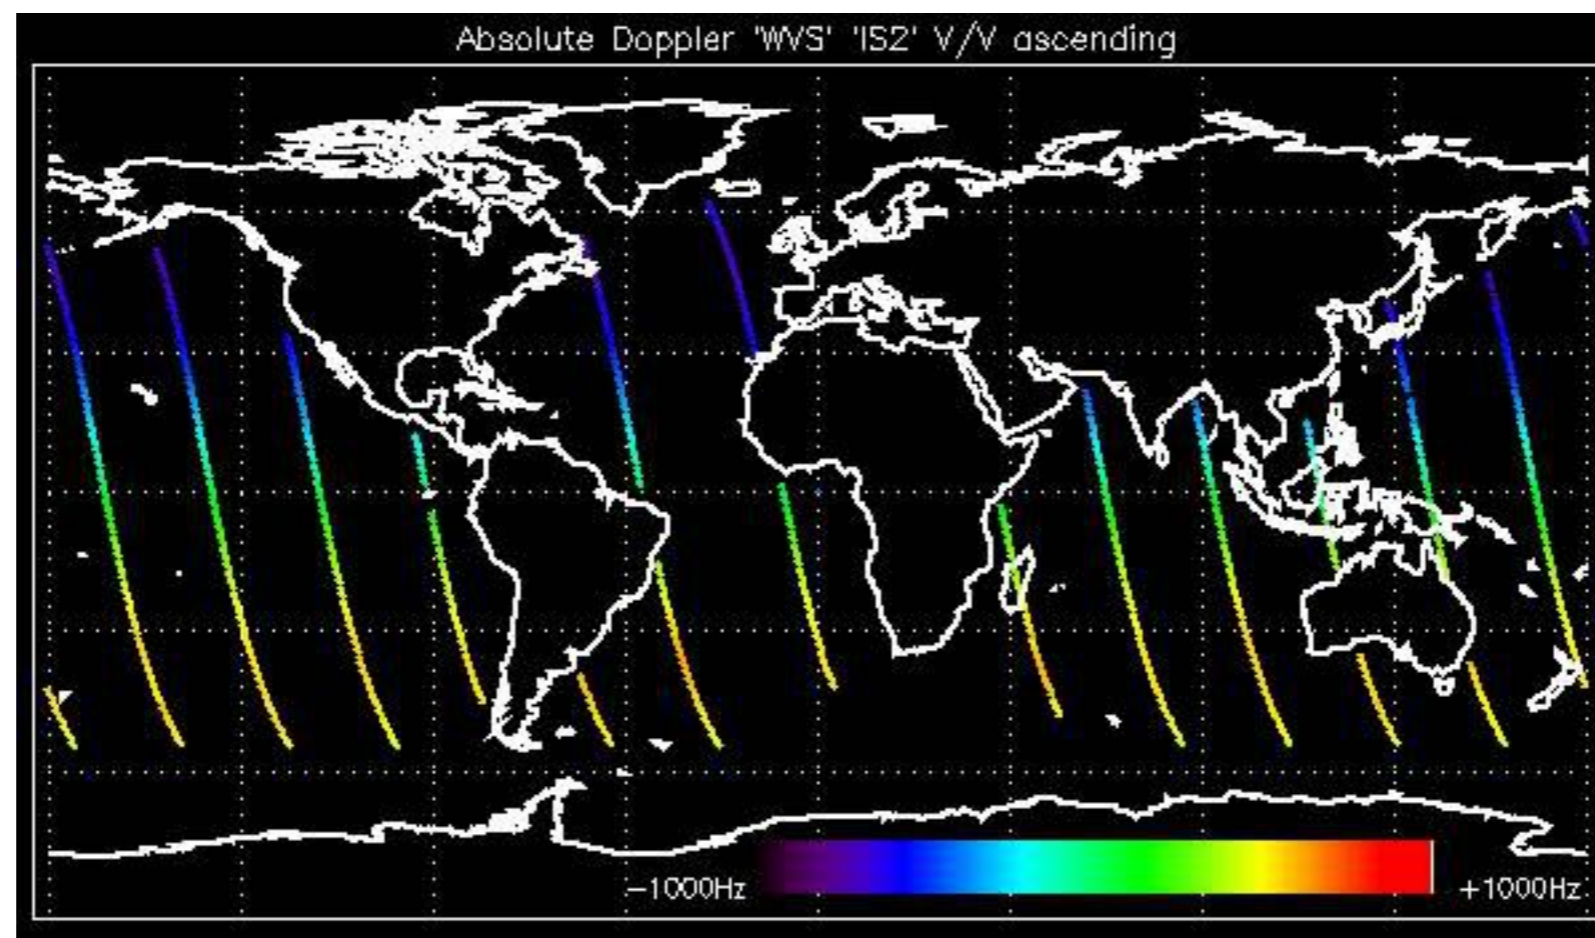 Absolute Doppler 'WVS' 'IS2' V/V ascending
−1000Hz +1000Hz